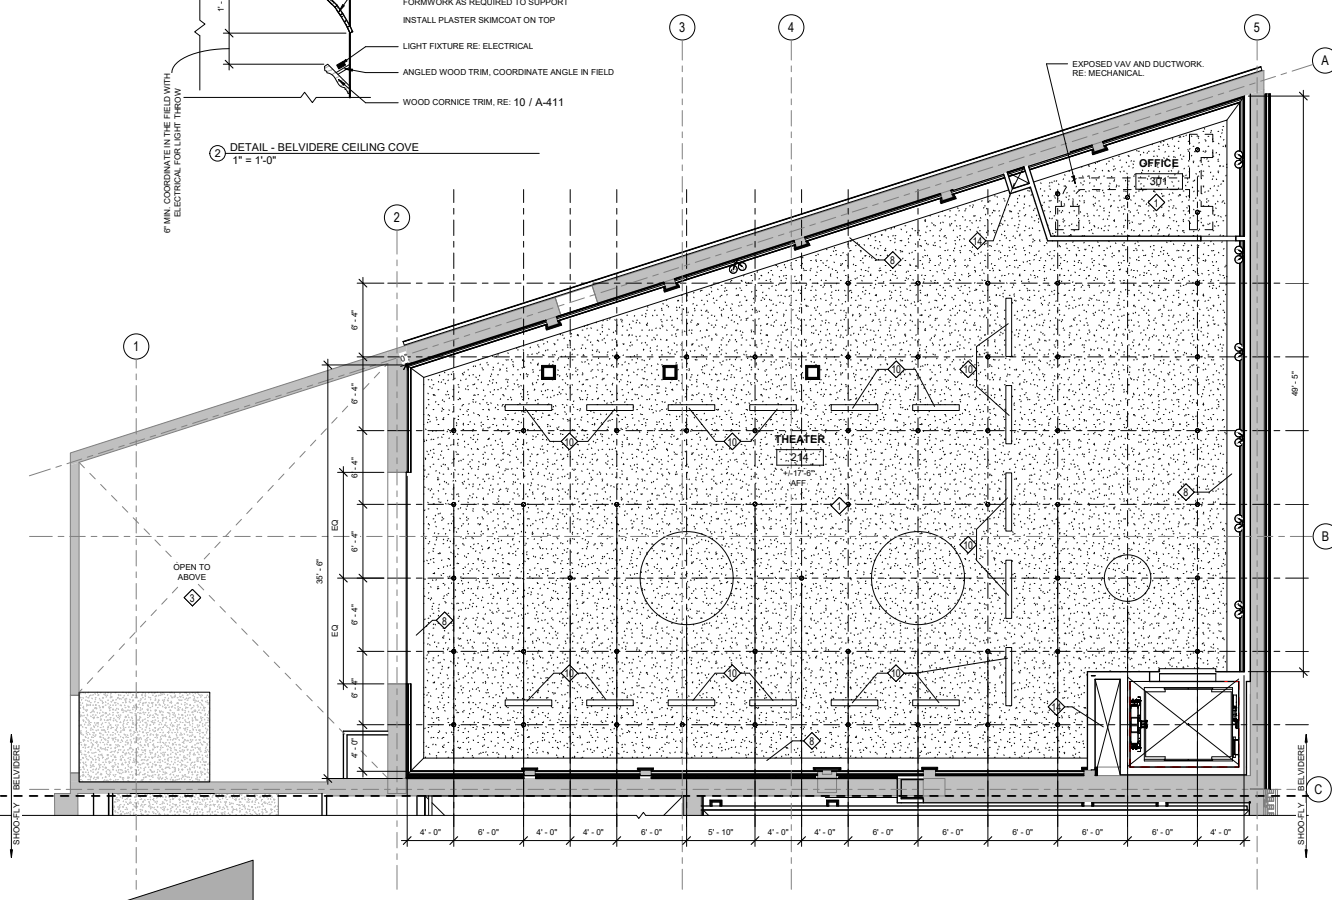 FORMWORK AS REQUIRED TO SUPPORT
INSTALL PLASTER SKIMCOAT ON TOP
LIGHT FIXTURE RE: ELECTRICAL
ANGLED WOOD TRIM, COORDINATE ANGLE IN FIELD
WOOD CORNICE TRIM, RE: 10 / A-411
6" MIN. COORDINATE IN THE FIELD WITH
ELECTRICAL FOR LIGHT THROW
2
DETAIL - BELVIDERE CEILING COVE
1" = 1'-0"
3
4
5
A
EXPOSED VAV AND DUCTWORK.
RE: MECHANICAL.
OFFICE
301
1
2
14
8
1
6' - 4"
6' - 4"
6' - 4"
6' - 4"
6' - 4"
6' - 4"
4' - 0"
EQ
EQ
35' - 6"
49' - 5"
10
10
10
10
THEATER
214
+/-17'-6"
AFF
1
8
10
B
OPEN TO
ABOVE
3
8
10
10
10
14
8
C
SHOO-FLY
BELVIDERE
SHOO-FLY
BELVIDERE
4' - 0"
6' - 0"
4' - 0"
4' - 0"
6' - 0"
5' - 10"
4' - 0"
4' - 0"
6' - 0"
6' - 0"
6' - 0"
6' - 0"
6' - 0"
4' - 0"